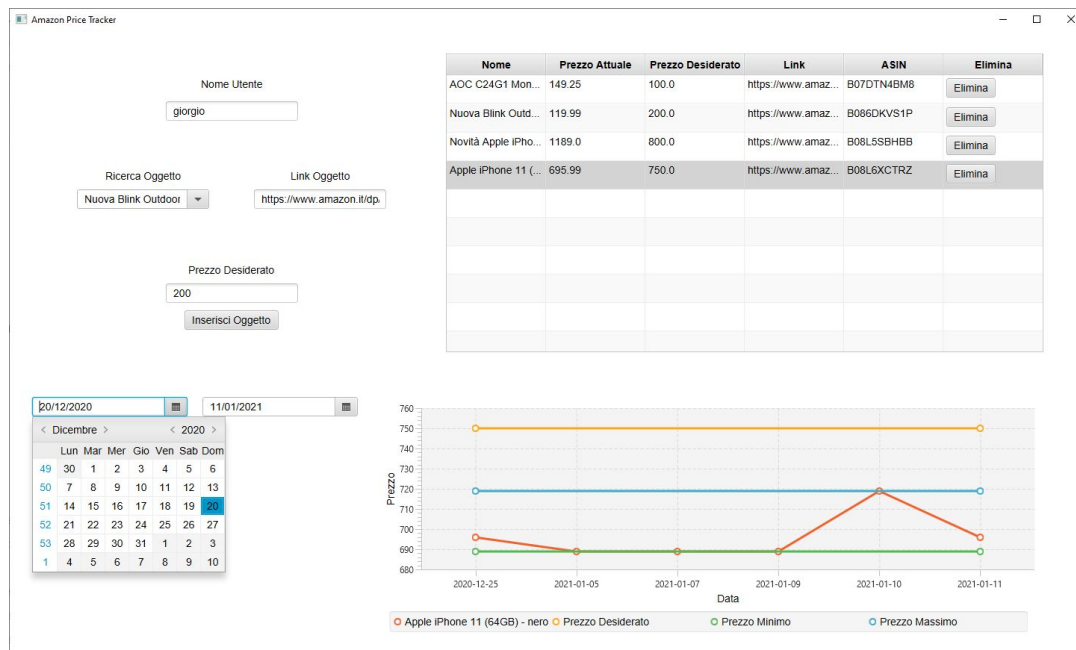 Amazon Price Tracker
Nome Utente
giorgio
Ricerca Oggetto
Link Oggetto
Nuova Blink Outdoor
https://www.amazon.it/dp/
Prezzo Desiderato
200
Inserisci Oggetto
Nome Prezzo Attuale Prezzo Desiderato Link ASIN Elimina
AOC C24G1 Mon... 149.25 100.0 https://www.amaz... B07DTN4BM8 Elimina
Nuova Blink Outd... 119.99 200.0 https://www.amaz... B086DKVS1P Elimina
Novità Apple iPho... 1189.0 800.0 https://www.amaz... B08L5SBHBB Elimina
Apple iPhone 11 (... 695.99 750.0 https://www.amaz... B08L6XCTRZ Elimina
20/12/2020
11/01/2021
< Dicembre > < 2020 >
Lun Mar Mer Gio Ven Sab Dom
49 30 1 2 3 4 5 6
50 7 8 9 10 11 12 13
51 14 15 16 17 18 19 20
52 21 22 23 24 25 26 27
53 28 29 30 31 1 2 3
1 4 5 6 7 8 9 10
Prezzo
760
750
740
730
720
710
700
690
680
2020-12-25 2021-01-05 2021-01-07 2021-01-09 2021-01-10 2021-01-11
Data
Apple iPhone 11 (64GB) - nero Prezzo Desiderato Prezzo Minimo Prezzo Massimo